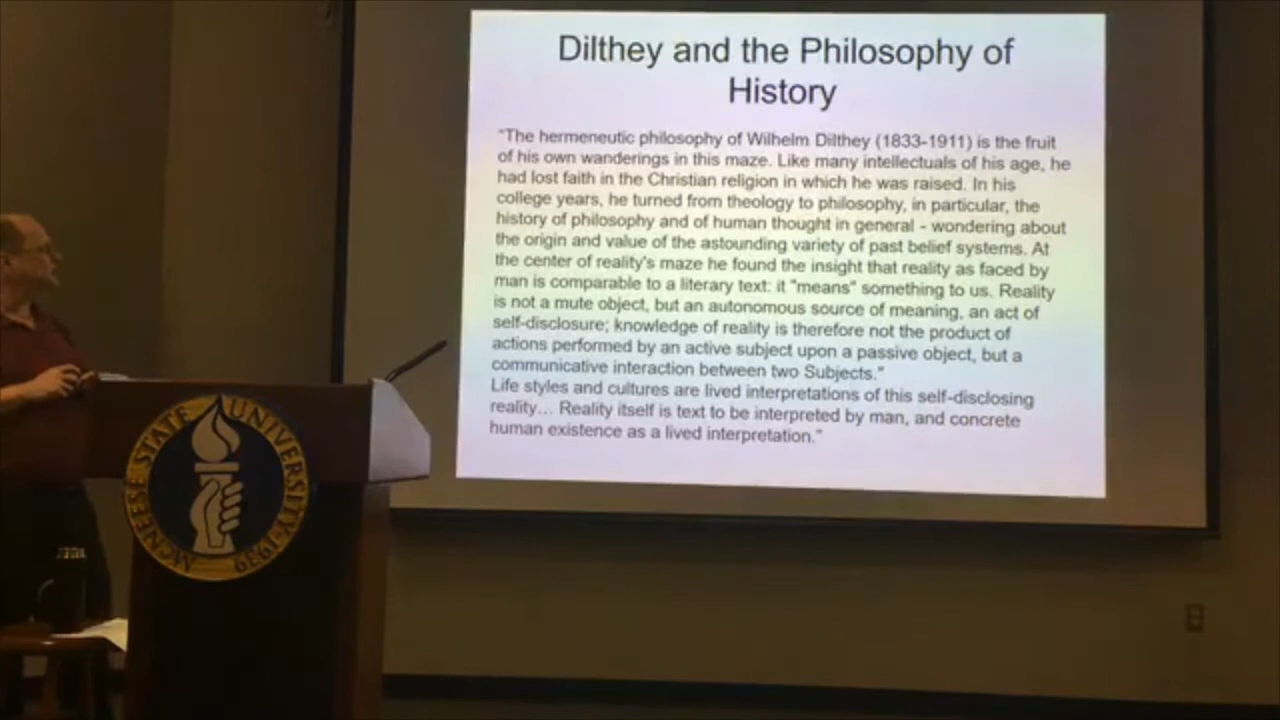 Dilthey and the Philosophy of
History
"The hermeneutic philosophy of Wilhelm Dilthey (1833-1911) is the fruit
of his own wanderings in this maze. Like many intellectuals of his age, he
had lost faith in the Christian religion in which he was raised. In his
college years, he turned from theology to philosophy, in particular, the
history of philosophy and of human thought in general - wondering about
the origin and value of the astounding variety of past belief systems. At
the center of reality's maze he found the insight that reality as faced by
man is comparable to a literary text: it "means" something to us. Reality
is not a mute object, but an autonomous source of meaning, an act of
self-disclosure; knowledge of reality is therefore not the product of
actions performed by an active subject upon a passive object, but a
communicative interaction between two Subjects."
Life styles and cultures are lived interpretations of this self-disclosing
reality... Reality itself is text to be interpreted by man, and concrete
human existence as a lived interpretation."
McNEESE STATE UNIVERSITY 1939